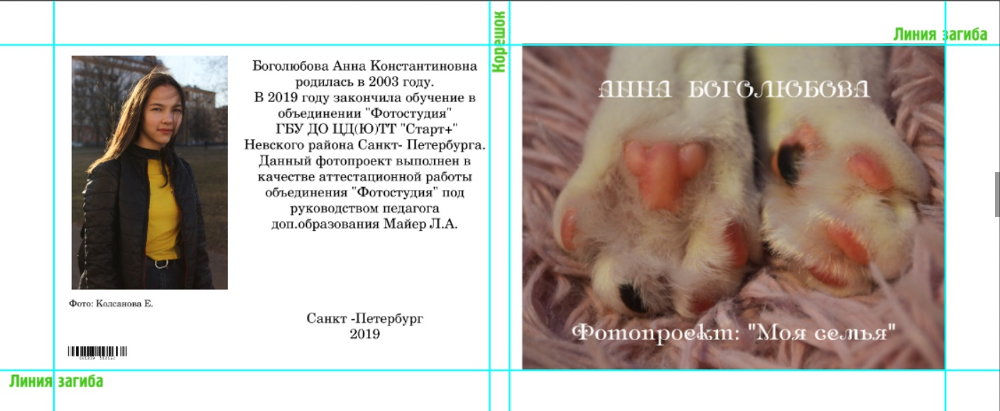 Корешок
Линия загиба
Боголюбова Анна Константиновна
родилась в 2003 году.
В 2019 году закончила обучение в
объединении "Фотостудия"
ГБУ ДО ЦД(Ю)ТТ "Старт+"
Невского района Санкт- Петербурга.
Данный фотопроект выполнен в
качестве аттестационной работы
объединения "Фотостудия" под
руководством педагога
доп.образования Майер Л.А.
Фото: Колсанова Е.
Санкт -Петербург
2019
АННА БОГОЛЮБОВА
Фотопроект: "Моя семья"
Линия загиба